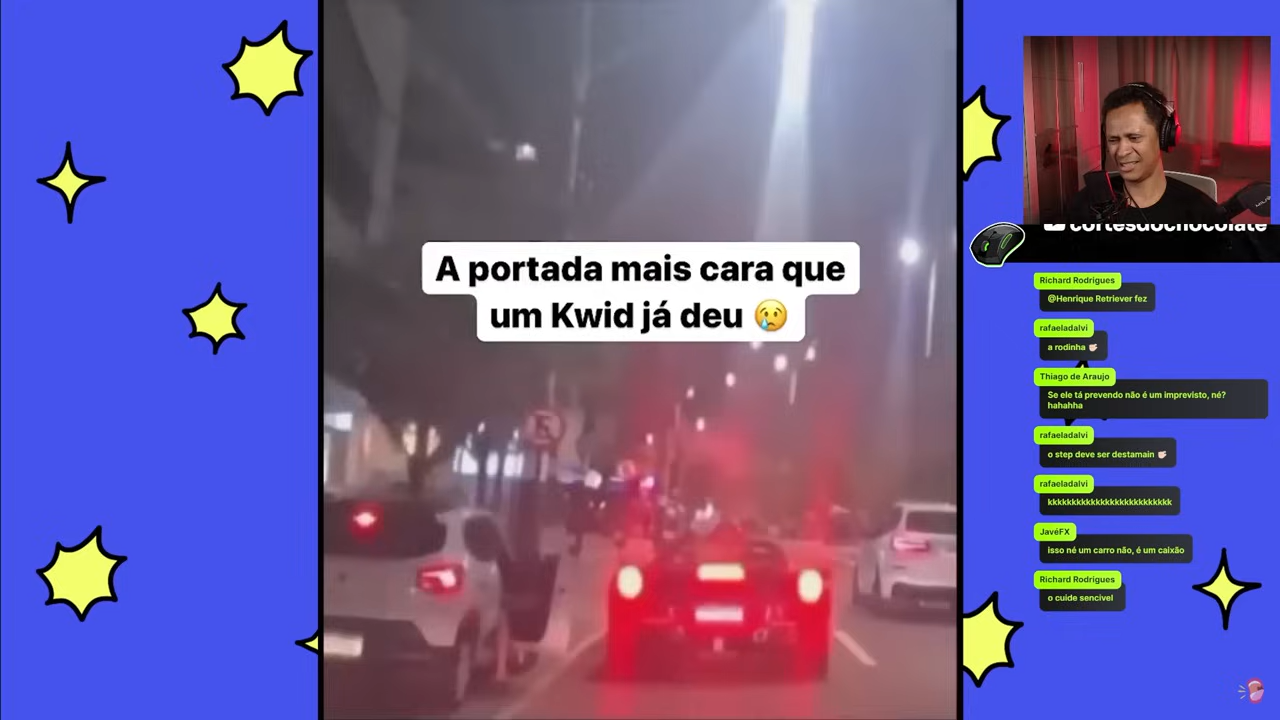 A portada mais cara que
um Kwid já deu 😢
cortesdochocolate
Richard Rodrigues
@Henrique Retriever fez
rafaeladalvi
a rodinha 🤏🏻
Thiago de Araujo
Se ele tá prevendo não é um imprevisto, né?
hahahha
rafaeladalvi
o step deve ser destamain 🤏🏻
rafaeladalvi
kkkkkkkkkkkkkkkkkkkkkkkkkk
JavéFX
isso né um carro não, é um caixão
Richard Rodrigues
o cuide sencivel